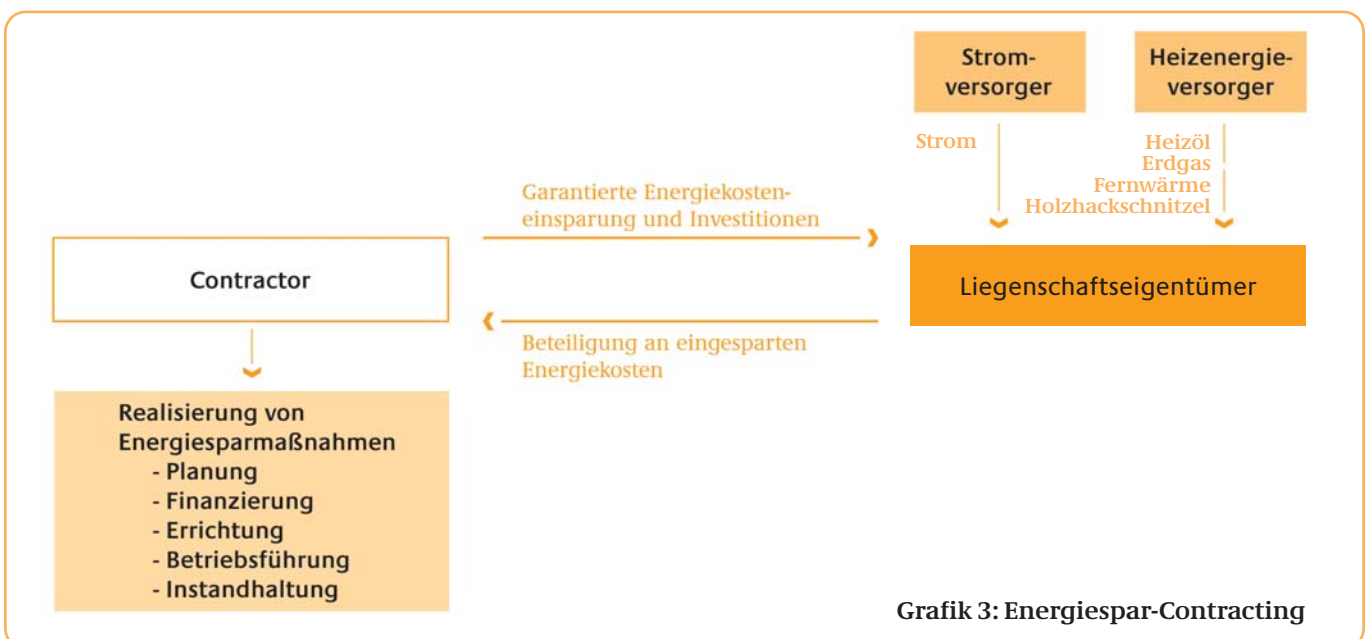 Strom-
versorger
Heizenergie-
versorger
Strom
Heizöl
Erdgas
Fernwärme
Holzhackschnitzel
Garantierte Energiekosten-
einsparung und Investitionen
Contractor
Liegenschaftseigentümer
Beteiligung an eingesparten
Energiekosten
Realisierung von
Energiesparmaßnahmen
- Planung
- Finanzierung
- Errichtung
- Betriebsführung
- Instandhaltung
Grafik 3: Energiespar-Contracting